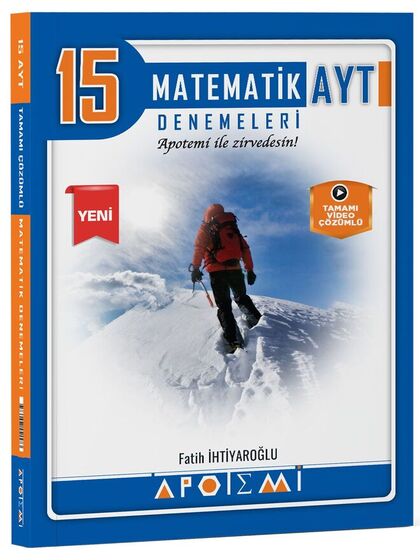 15 AYT TAMAMI ÇÖZÜMLÜ MATEMATİK DENEMELERİ APOTEMİ
15 MATEMATİK AYT
DENEMELERİ
Apotemi ile zirvedesin!
YENİ
TAMAMI
VİDEO
ÇÖZÜMLÜ
Fatih İHTİYAROĞLU
APOTEMİ